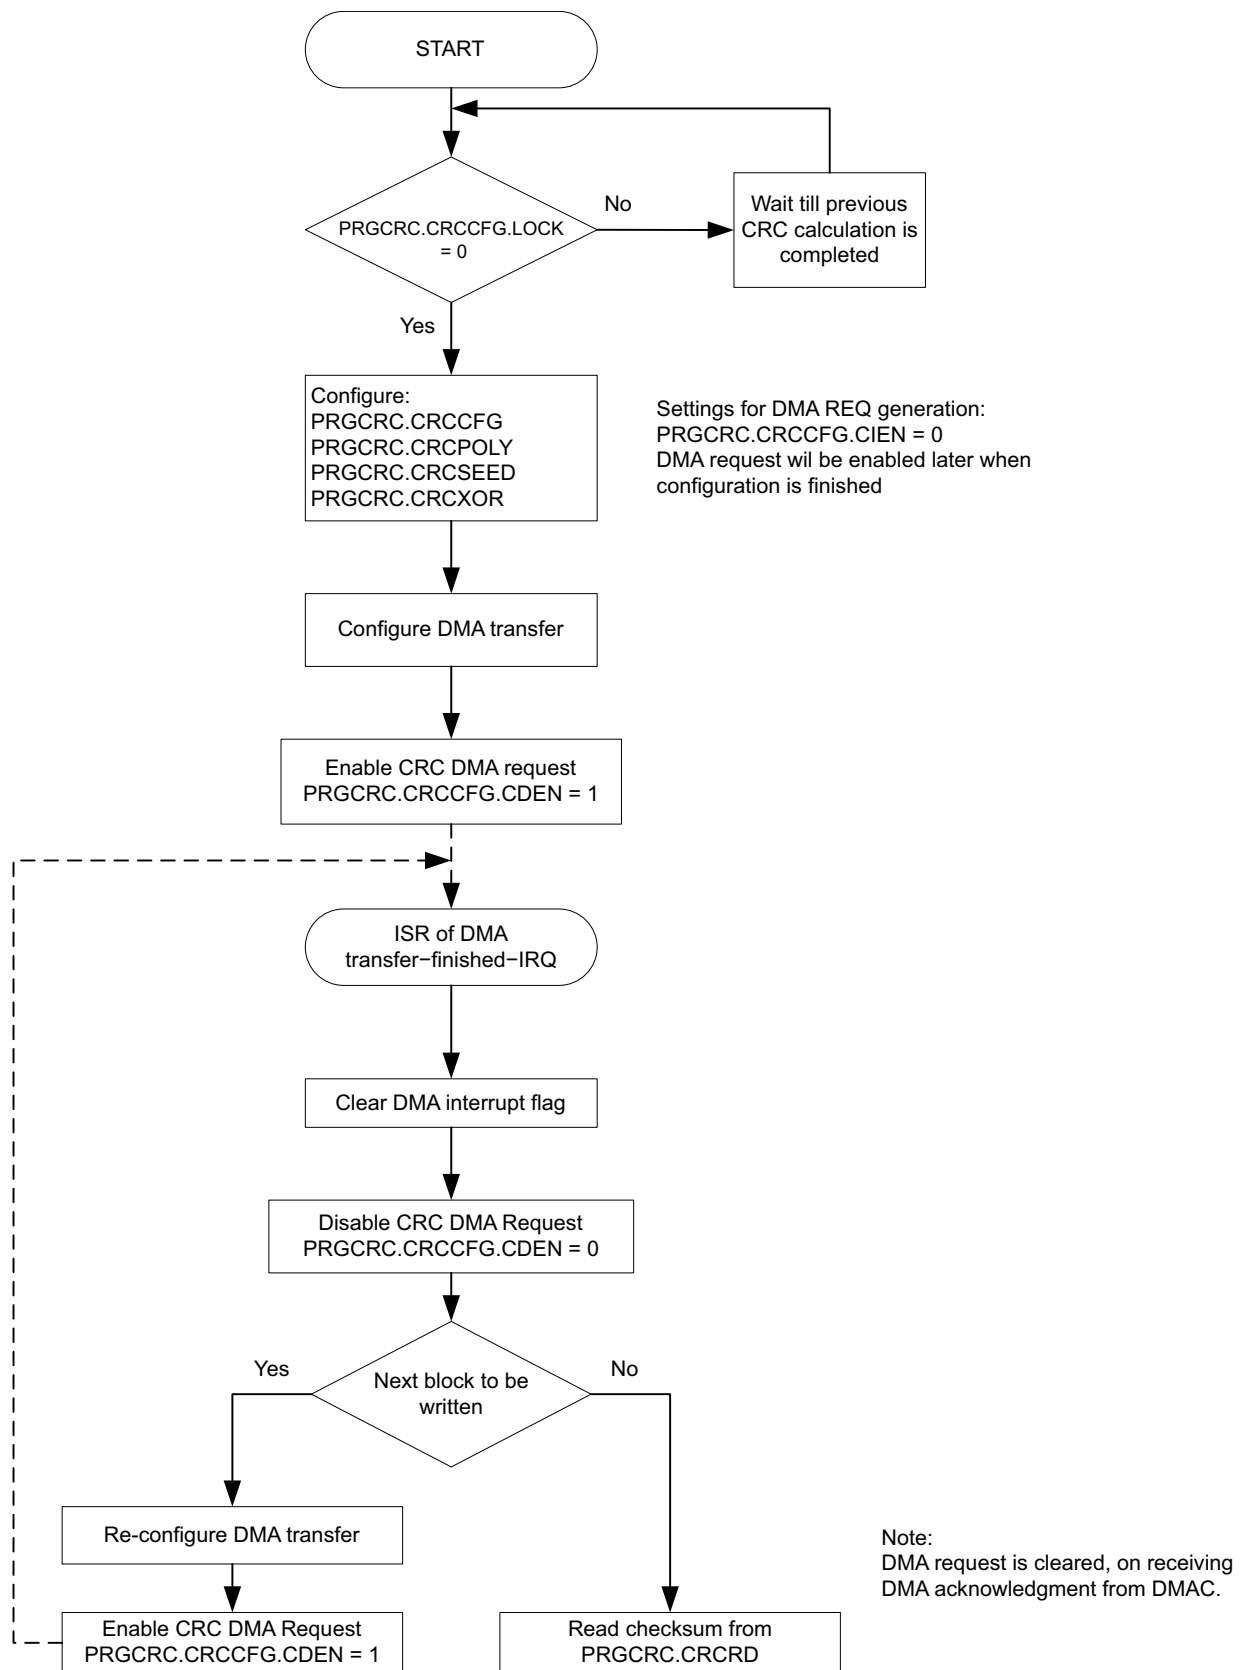 START
No
PRGCRC.CRCCFG.LOCK
= 0
Wait till previous
CRC calculation is
completed
Yes
Configure:
PRGCRC.CRCCFG
PRGCRC.CRCPOLY
PRGCRC.CRCSEED
PRGCRC.CRCXOR
Settings for DMA REQ generation:
PRGCRC.CRCCFG.CIEN = 0
DMA request wil be enabled later when
configuration is finished
Configure DMA transfer
Enable CRC DMA request
PRGCRC.CRCCFG.CDEN = 1
ISR of DMA
transfer−finished−IRQ
Clear DMA interrupt flag
Disable CRC DMA Request
PRGCRC.CRCCFG.CDEN = 0
Yes
No
Next block to be
written
Re-configure DMA transfer
Enable CRC DMA Request
PRGCRC.CRCCFG.CDEN = 1
Read checksum from
PRGCRC.CRCRD
Note:
DMA request is cleared, on receiving
DMA acknowledgment from DMAC.